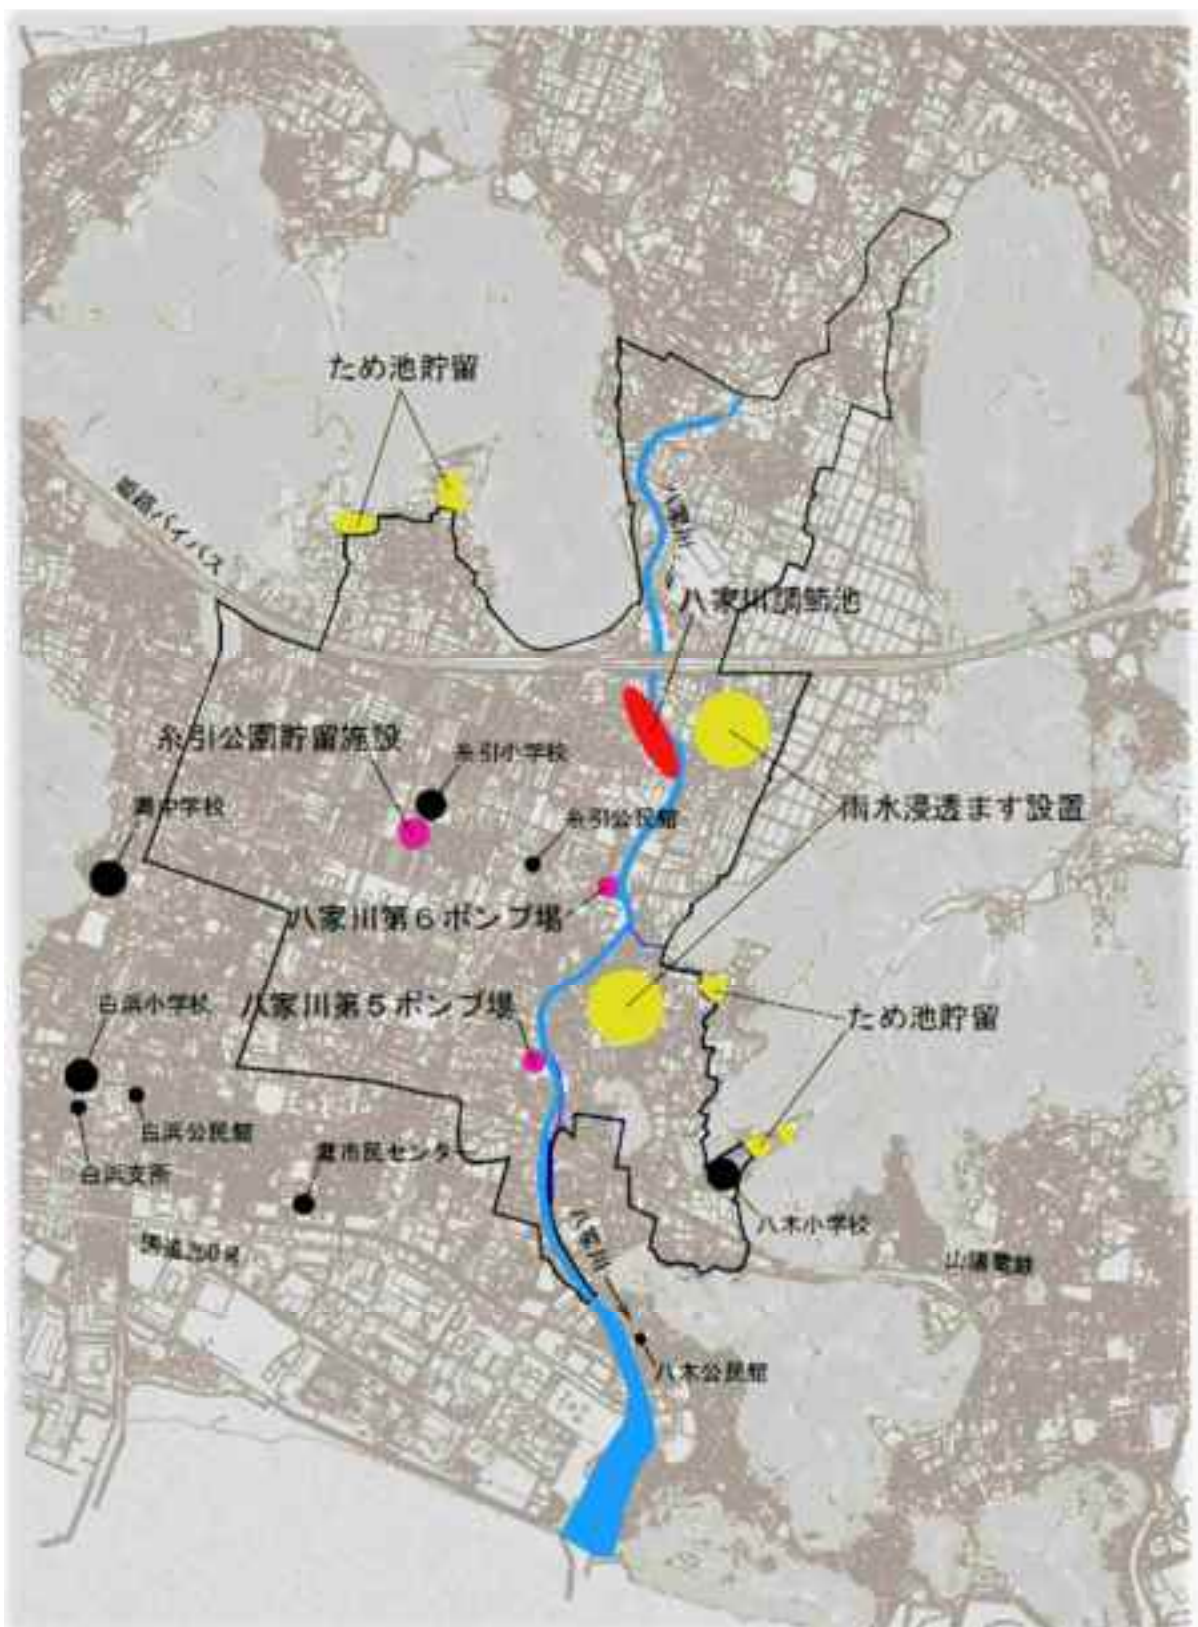 ため池貯留
姫路バイパス
八家川
八家川調節池
糸引公園貯留施設
糸引小学校
灘中学校
雨水浸透ます設置
糸引公民館
八家川第6ポンプ場
白浜小学校
八家川第5ポンプ場
ため池貯留
白浜公民館
灘市民センター
白浜支所
八木小学校
八家川
国道250号
山陽電鉄
八木公民館